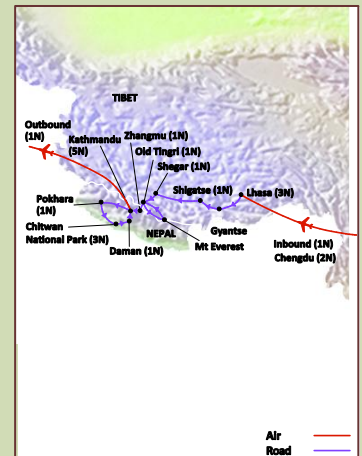 TIBET
Outbound
(1N)
Kathmandu
(5N)
Zhangmu (1N)
Old Tingri (1N)
Shegar (1N)
Shigatse (1N)
Lhasa (3N)
Pokhara
(1N)
Chitwan
National Park (3N)
Daman (1N)
NEPAL
Gyantse
Mt Everest
Inbound (1N)
Chengdu (2N)
Air
Road